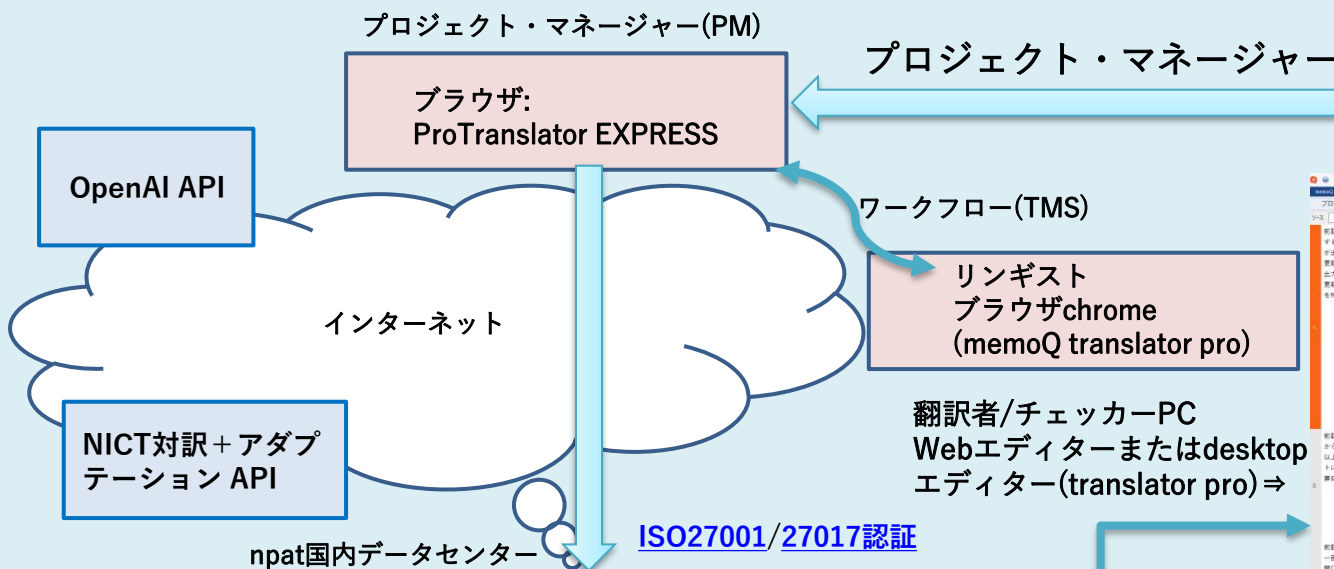 プロジェクト・マネージャー(PM)
プロジェクト・マネージャー
ブラウザ:
ProTranslator EXPRESS
OpenAI API
ワークフロー(TMS)
リンギスト
ブラウザchrome
(memoQ translator pro)
インターネット
翻訳者/チェッカーPC
Webエディターまたはdesktop
エディター(translator pro)⇒
NICT対訳＋アダプ
テーション API
ISO27001/27017認証
npat国内データセンター